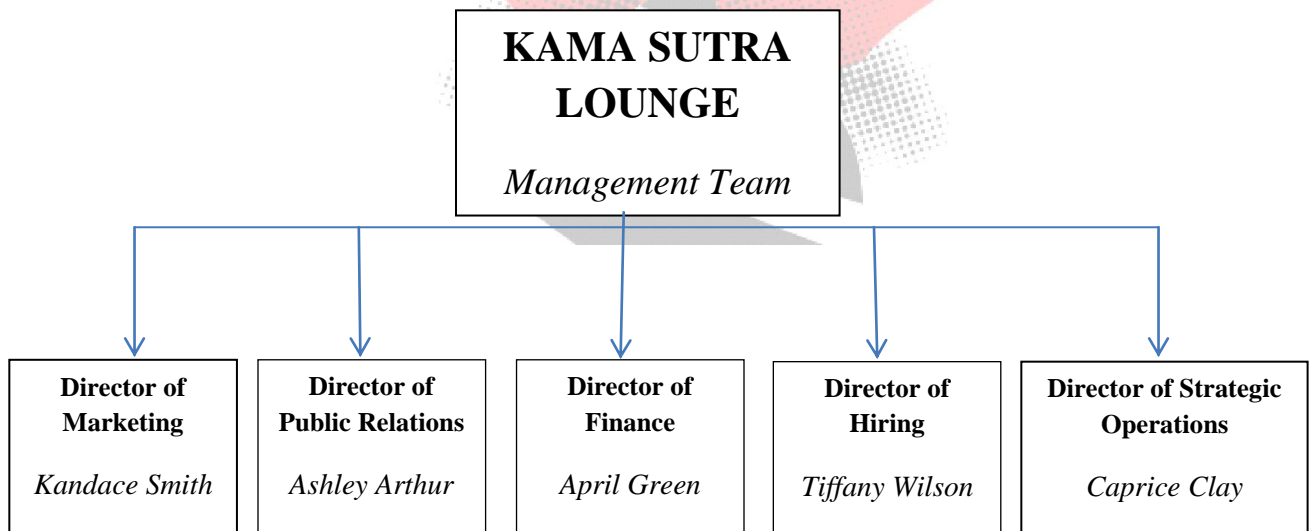 KAMA SUTRA
LOUNGE
Management Team
Director of
Marketing
Kandace Smith
Director of
Public Relations
Ashley Arthur
Director of
Finance
April Green
Director of
Hiring
Tiffany Wilson
Director of Strategic
Operations
Caprice Clay